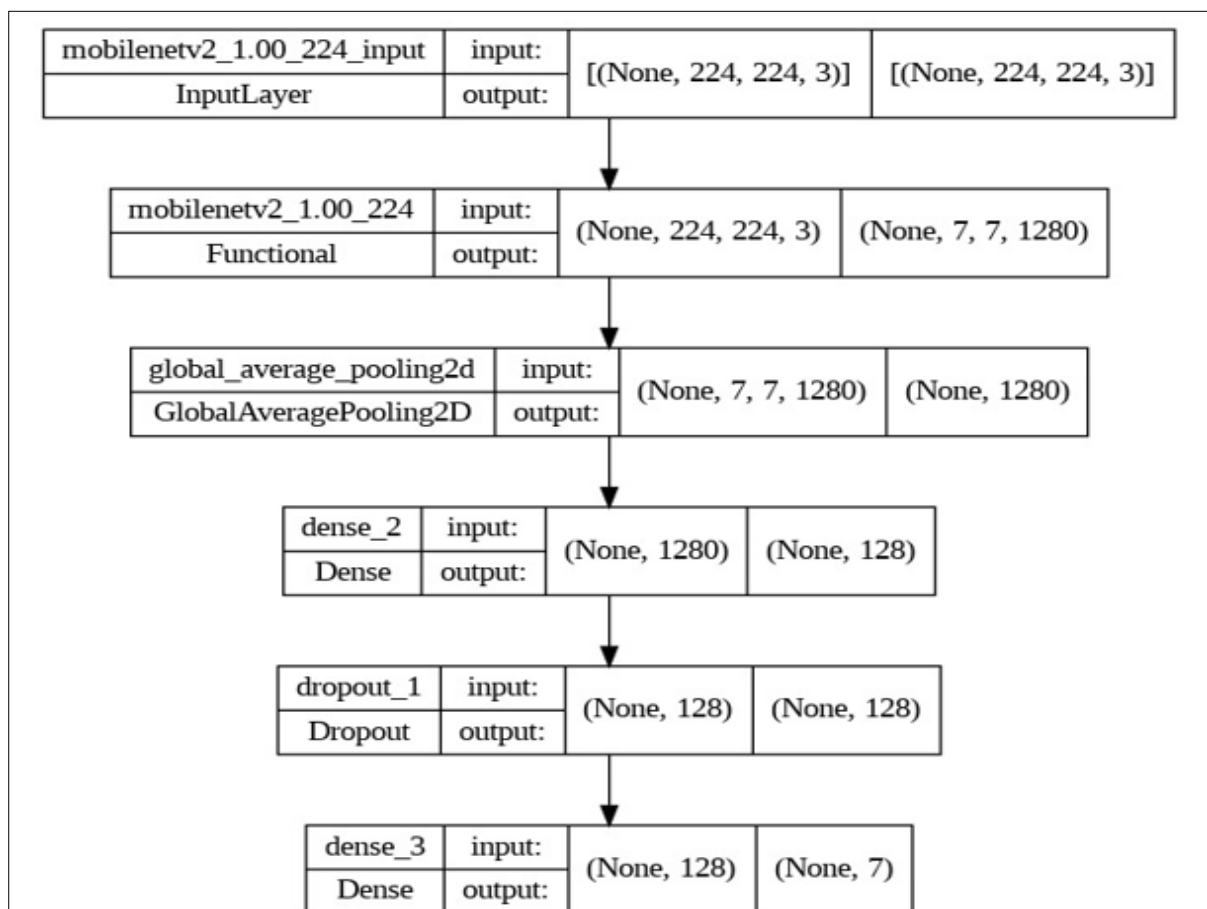 mobilenetv2_1.00_224_input input: [(None, 224, 224, 3)] [(None, 224, 224, 3)]
InputLayer output:
mobilenetv2_1.00_224 input: (None, 224, 224, 3) (None, 7, 7, 1280)
Functional output:
global_average_pooling2d input: (None, 7, 7, 1280) (None, 1280)
GlobalAveragePooling2D output:
dense_2 input: (None, 1280) (None, 128)
Dense output:
dropout_1 input: (None, 128) (None, 128)
Dropout output:
dense_3 input: (None, 128) (None, 7)
Dense output: